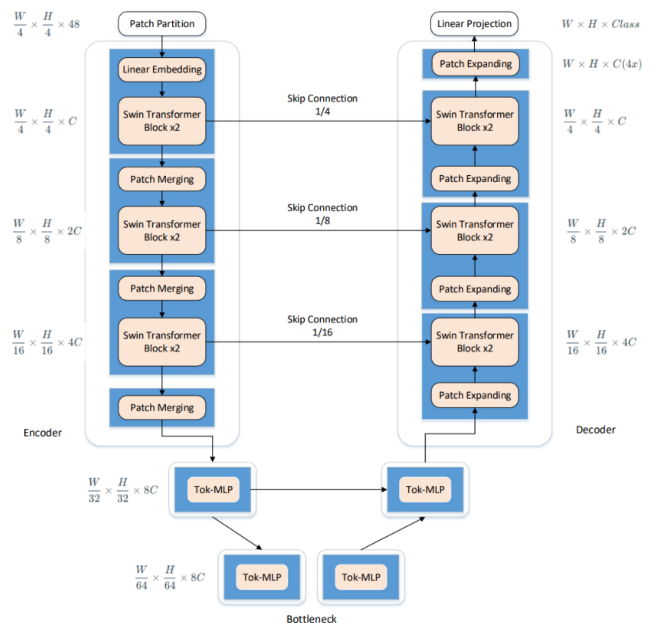 W/4 × H/4 × 48
Patch Partition
Linear Projection
W × H × Class
Linear Embedding
Patch Expanding
W × H × C(4x)
W/4 × H/4 × C
Swin Transformer
Block x2
Skip Connection
1/4
Swin Transformer
Block x2
W/4 × H/4 × C
Patch Merging
Patch Expanding
W/8 × H/8 × 2C
Swin Transformer
Block x2
Skip Connection
1/8
Swin Transformer
Block x2
W/8 × H/8 × 2C
Patch Merging
Patch Expanding
W/16 × H/16 × 4C
Swin Transformer
Block x2
Skip Connection
1/16
Swin Transformer
Block x2
W/16 × H/16 × 4C
Patch Merging
Patch Expanding
Encoder
Decoder
W/32 × H/32 × 8C
Tok-MLP
Tok-MLP
W/64 × H/64 × 8C
Tok-MLP
Tok-MLP
Bottleneck